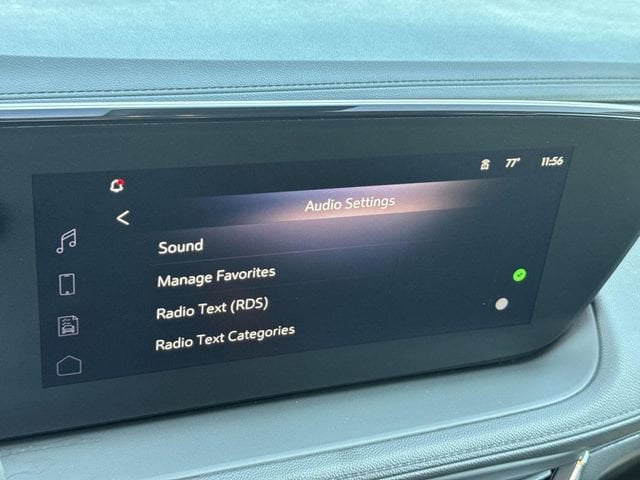 77° 11:56
Audio Settings
Sound
Manage Favorites
Radio Text (RDS)
Radio Text Categories